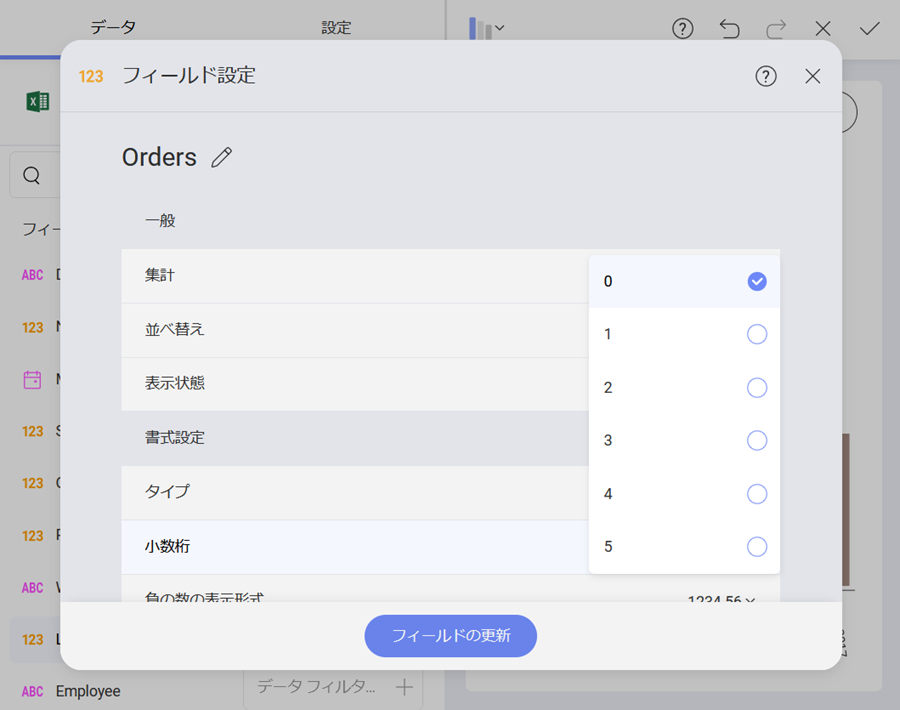 データ
設定
123 フィールド設定
Orders
フィー
一般
ABC
集計
0
123
並べ替え
1
表示状態
2
123
書式設定
3
123
タイプ
4
123
小数桁
5
ABC
負の数の表示形式
1234.56
フィールドの更新
123
ABC Employee
データ フィルタ...